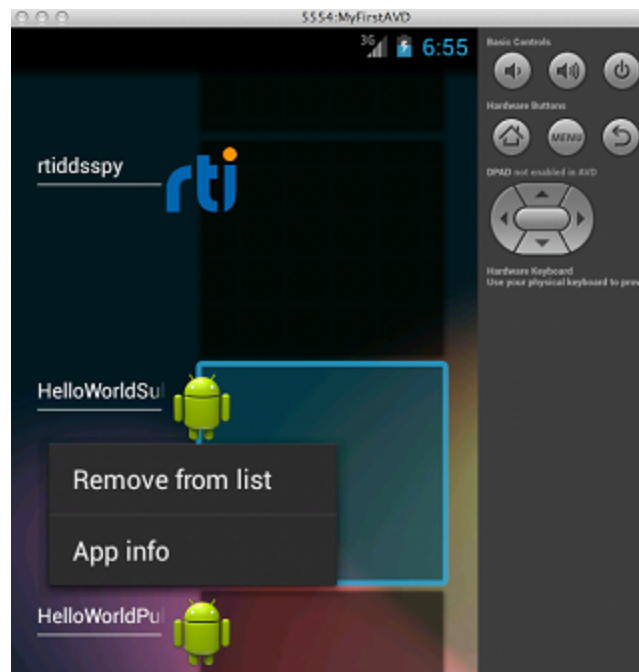 5554:MyFirstAVD
3G
6:55
Basic Controls
Hardware Buttons
MENU
DPAD not enabled in AVD
Hardware Keyboard
Use your physical keyboard to prov
rtiddsspy
rti
HelloWorldSu
Remove from list
App info
HelloWorldPu